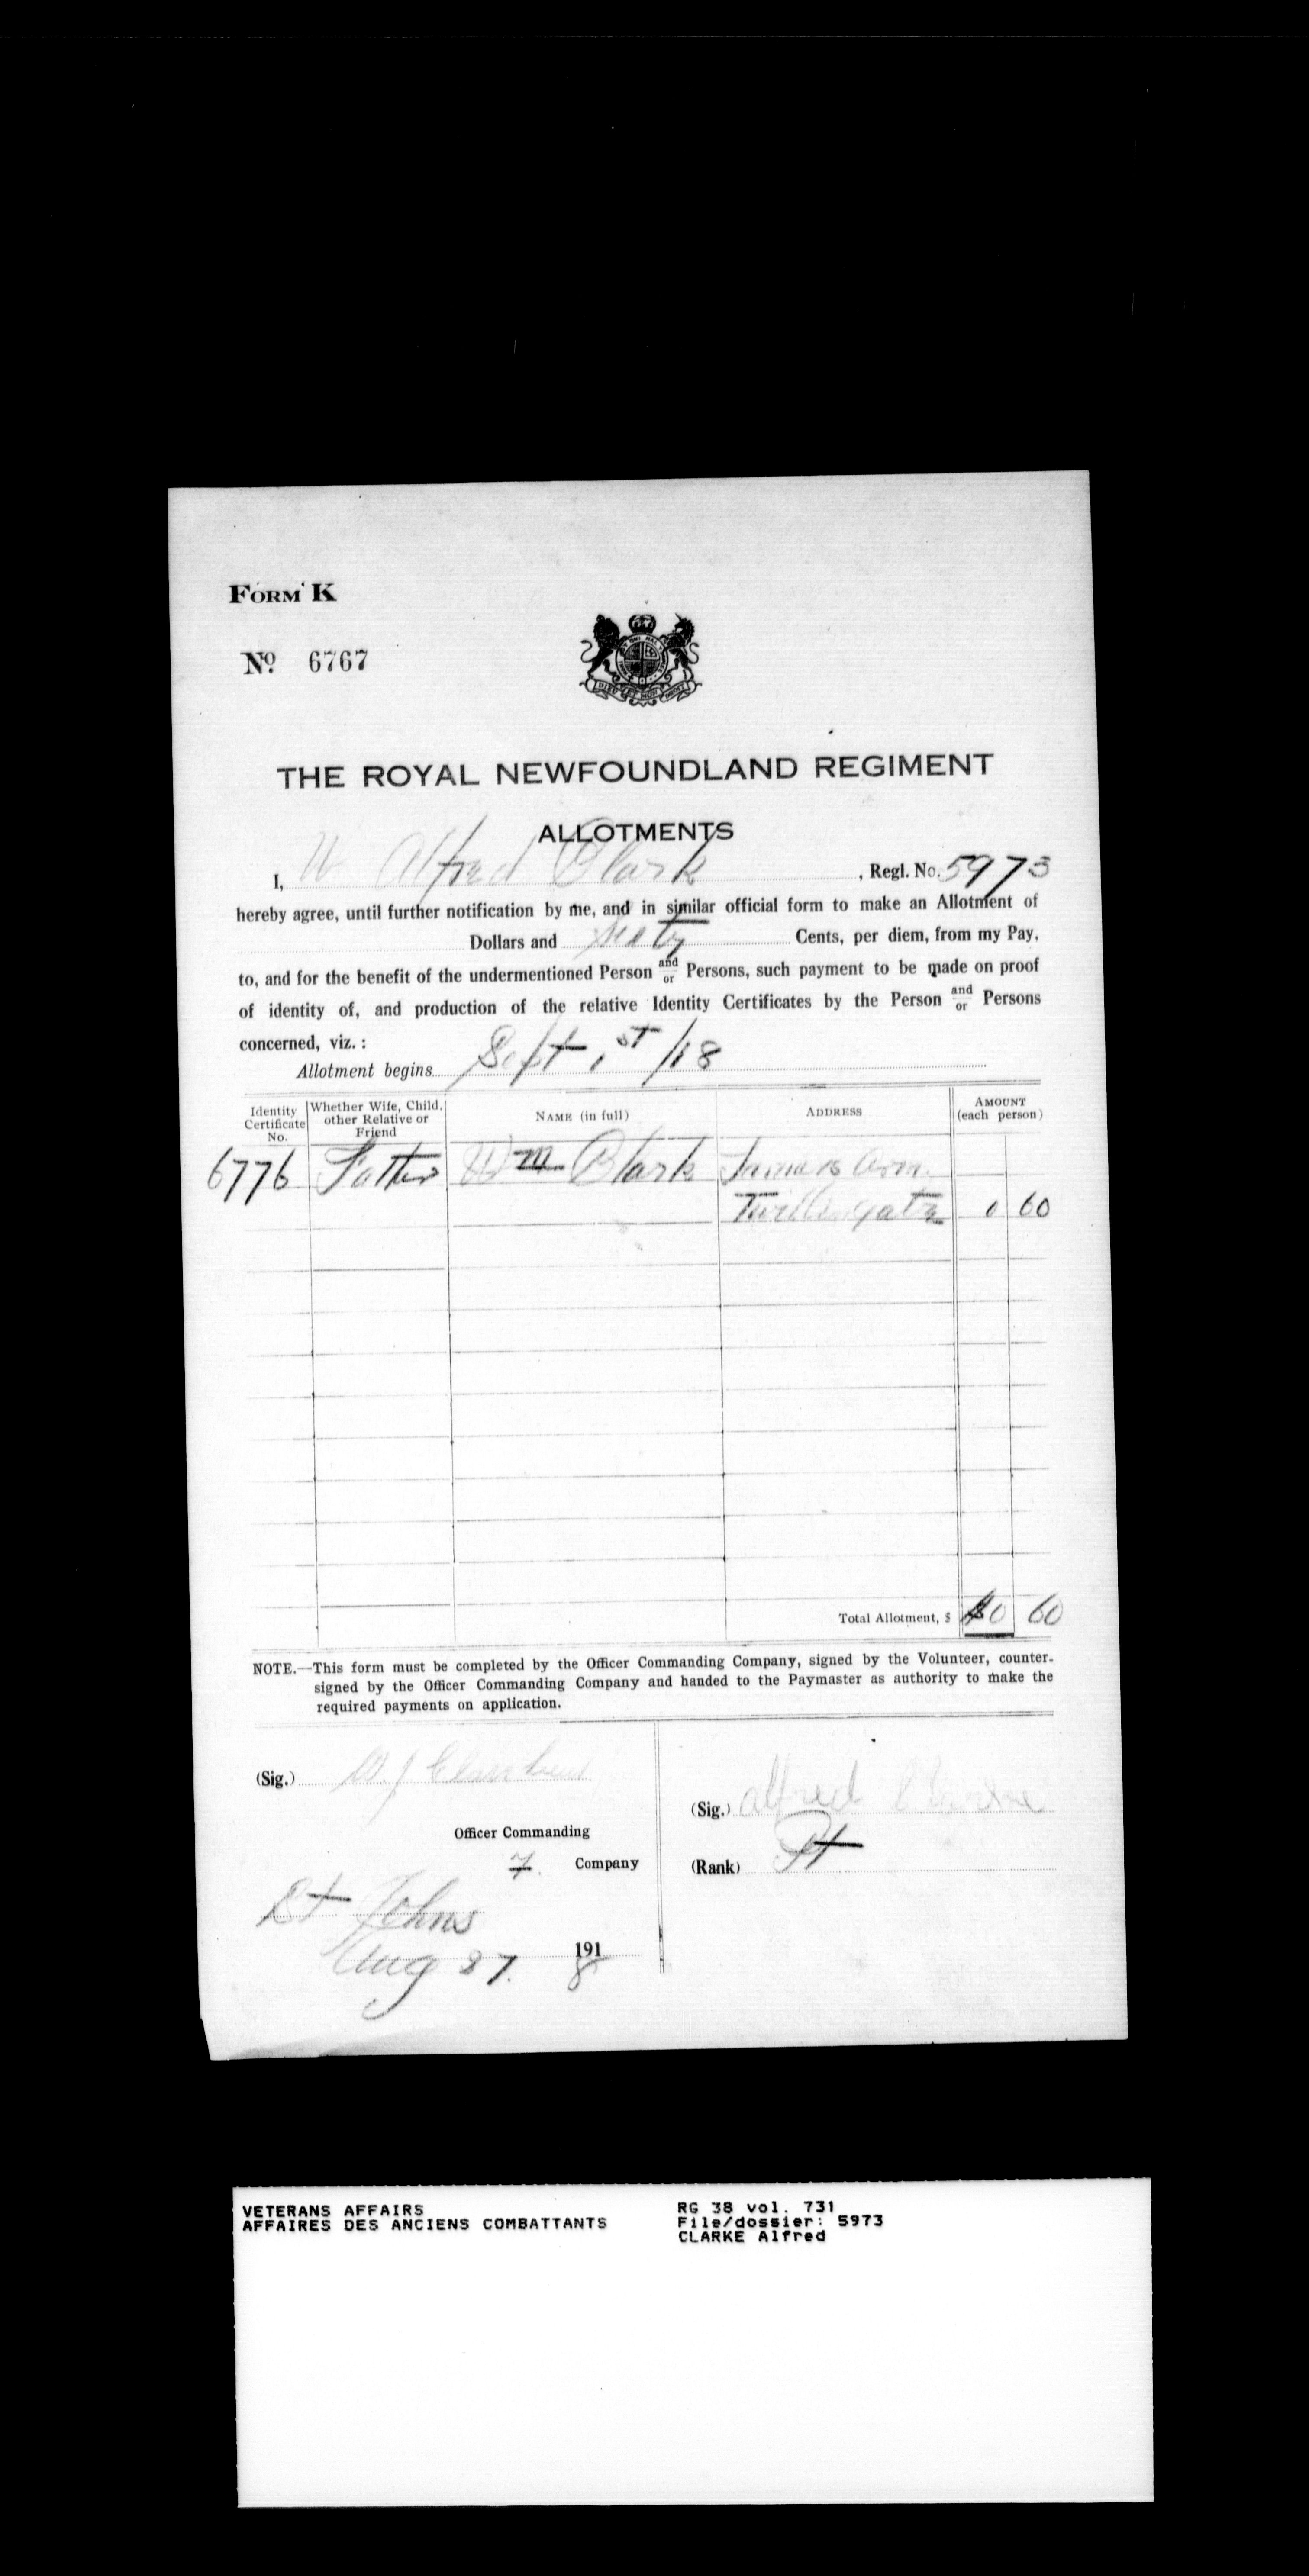 FORM K
No 6767
THE ROYAL NEWFOUNDLAND REGIMENT
ALLOTMENTS
I, W Alfred Clark, Regl. No. 5973
hereby agree, until further notification by me, and in similar official form to make an Allotment of
Dollars and Sixty Cents, per diem, from my Pay,
to, and for the benefit of the undermentioned Person and/or Persons, such payment to be made on proof
of identity of, and production of the relative Identity Certificates by the Person and/or Persons
concerned, viz. :
Allotment begins Sept 1st/18
Identity Certificate No. Whether Wife, Child, other Relative or Friend NAME (in full) ADDRESS AMOUNT (each person)
6776 Father Wm Clark Arm.
Twillingate 0 60
Total Allotment, $ $0 60
NOTE.—This form must be completed by the Officer Commanding Company, signed by the Volunteer, counter-
signed by the Officer Commanding Company and handed to the Paymaster as authority to make the
required payments on application.
(Sig.)
(Sig.) Alfred
Officer Commanding
7. Company
(Rank) Pt
St Johns
Aug 27. 1918
VETERANS AFFAIRS
AFFAIRES DES ANCIENS COMBATTANTS
RG 38 vol. 731
File/dossier: 5973
CLARKE Alfred